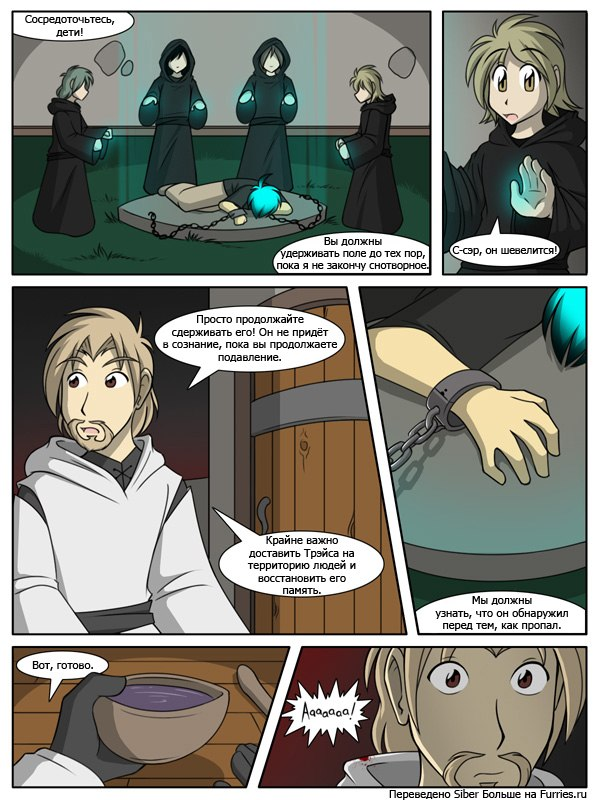 Сосредоточьтесь,
дети!
Вы должны
удерживать поле до тех пор,
пока я не закончу снотворное.
С-сэр, он шевелится!
Просто продолжайте
сдерживать его! Он не придёт
в сознание, пока вы продолжаете
подавление.
Крайне важно
доставить Трэйса на
территорию людей и
восстановить его
память.
Мы должны
узнать, что он обнаружил
перед тем, как пропал.
Вот, готово.
Аааааа!
Переведено Siber Больше на Furries.ru